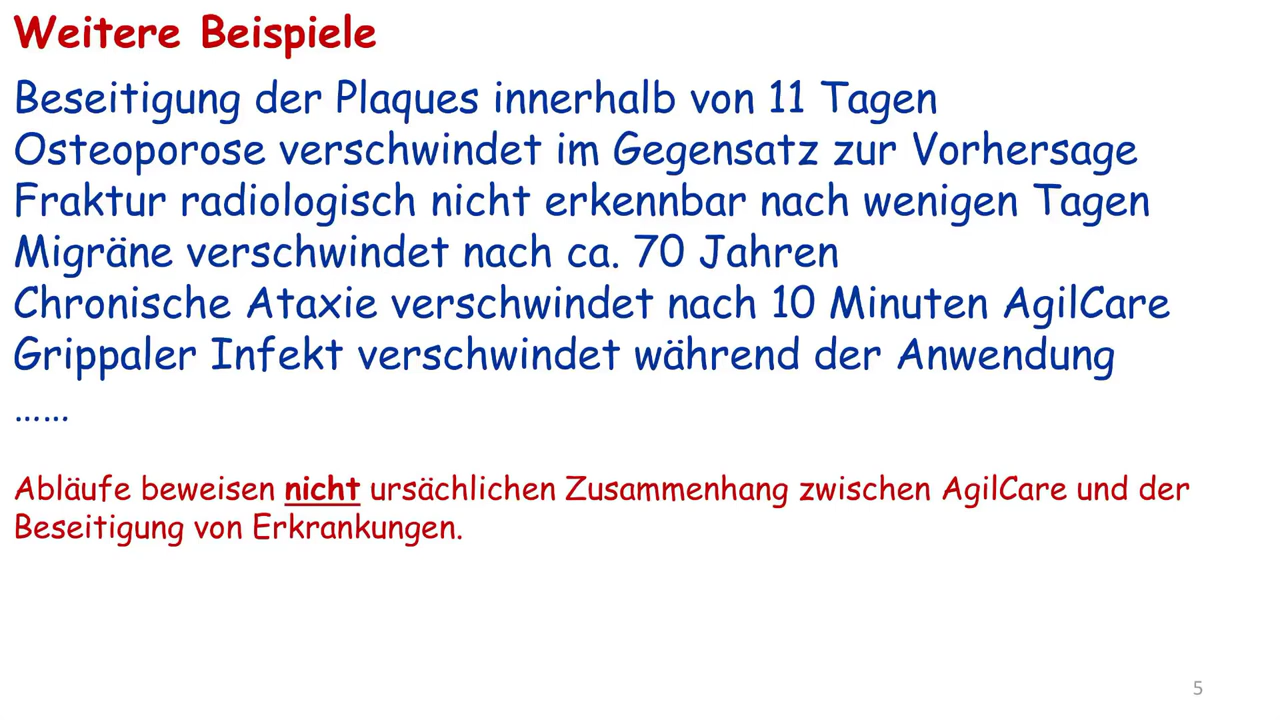 Weitere Beispiele
Beseitigung der Plaques innerhalb von 11 Tagen
Osteoporose verschwindet im Gegensatz zur Vorhersage
Fraktur radiologisch nicht erkennbar nach wenigen Tagen
Migräne verschwindet nach ca. 70 Jahren
Chronische Ataxie verschwindet nach 10 Minuten AgilCare
Grippaler Infekt verschwindet während der Anwendung
……
Abläufe beweisen nicht ursächlichen Zusammenhang zwischen AgilCare und der
Beseitigung von Erkrankungen.
5